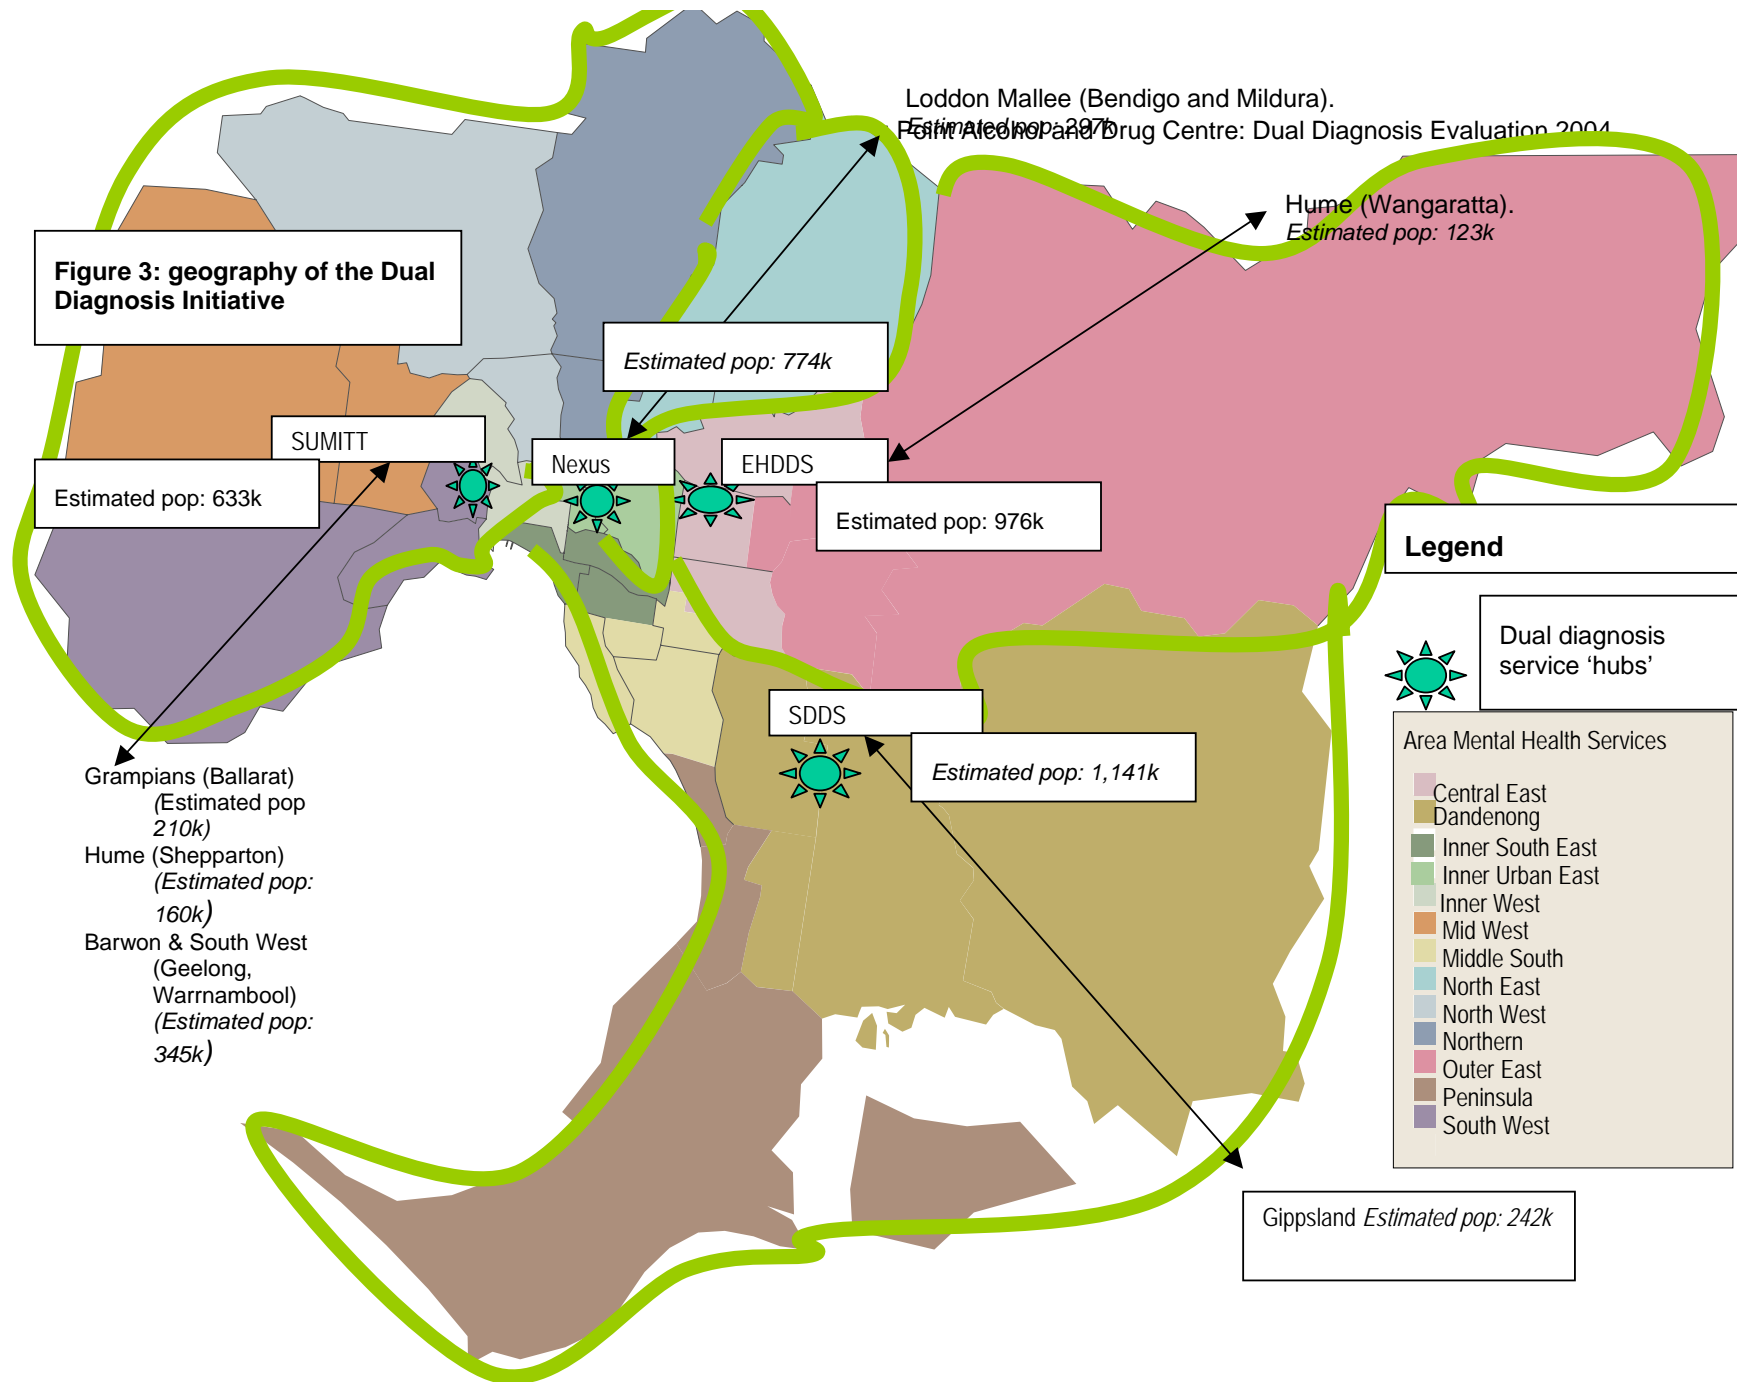 Loddon Mallee (Bendigo and Mildura).
Estimated pop: 297k
Point Alcohol and Drug Centre: Dual Diagnosis Evaluation 2004
Hume (Wangaratta).
Estimated pop: 123k
Figure 3: geography of the Dual
Diagnosis Initiative
Estimated pop: 774k
SUMITT
Nexus
EHDDS
Estimated pop: 633k
Estimated pop: 976k
Legend
Dual diagnosis
service ‘hubs’
SDDS
Estimated pop: 1,141k
Area Mental Health Services
Central East
Dandenong
Inner South East
Inner Urban East
Inner West
Mid West
Middle South
North East
North West
Northern
Outer East
Peninsula
South West
Grampians (Ballarat)
(Estimated pop
210k)
Hume (Shepparton)
(Estimated pop:
160k)
Barwon & South West
(Geelong,
Warrnambool)
(Estimated pop:
345k)
Gippsland Estimated pop: 242k